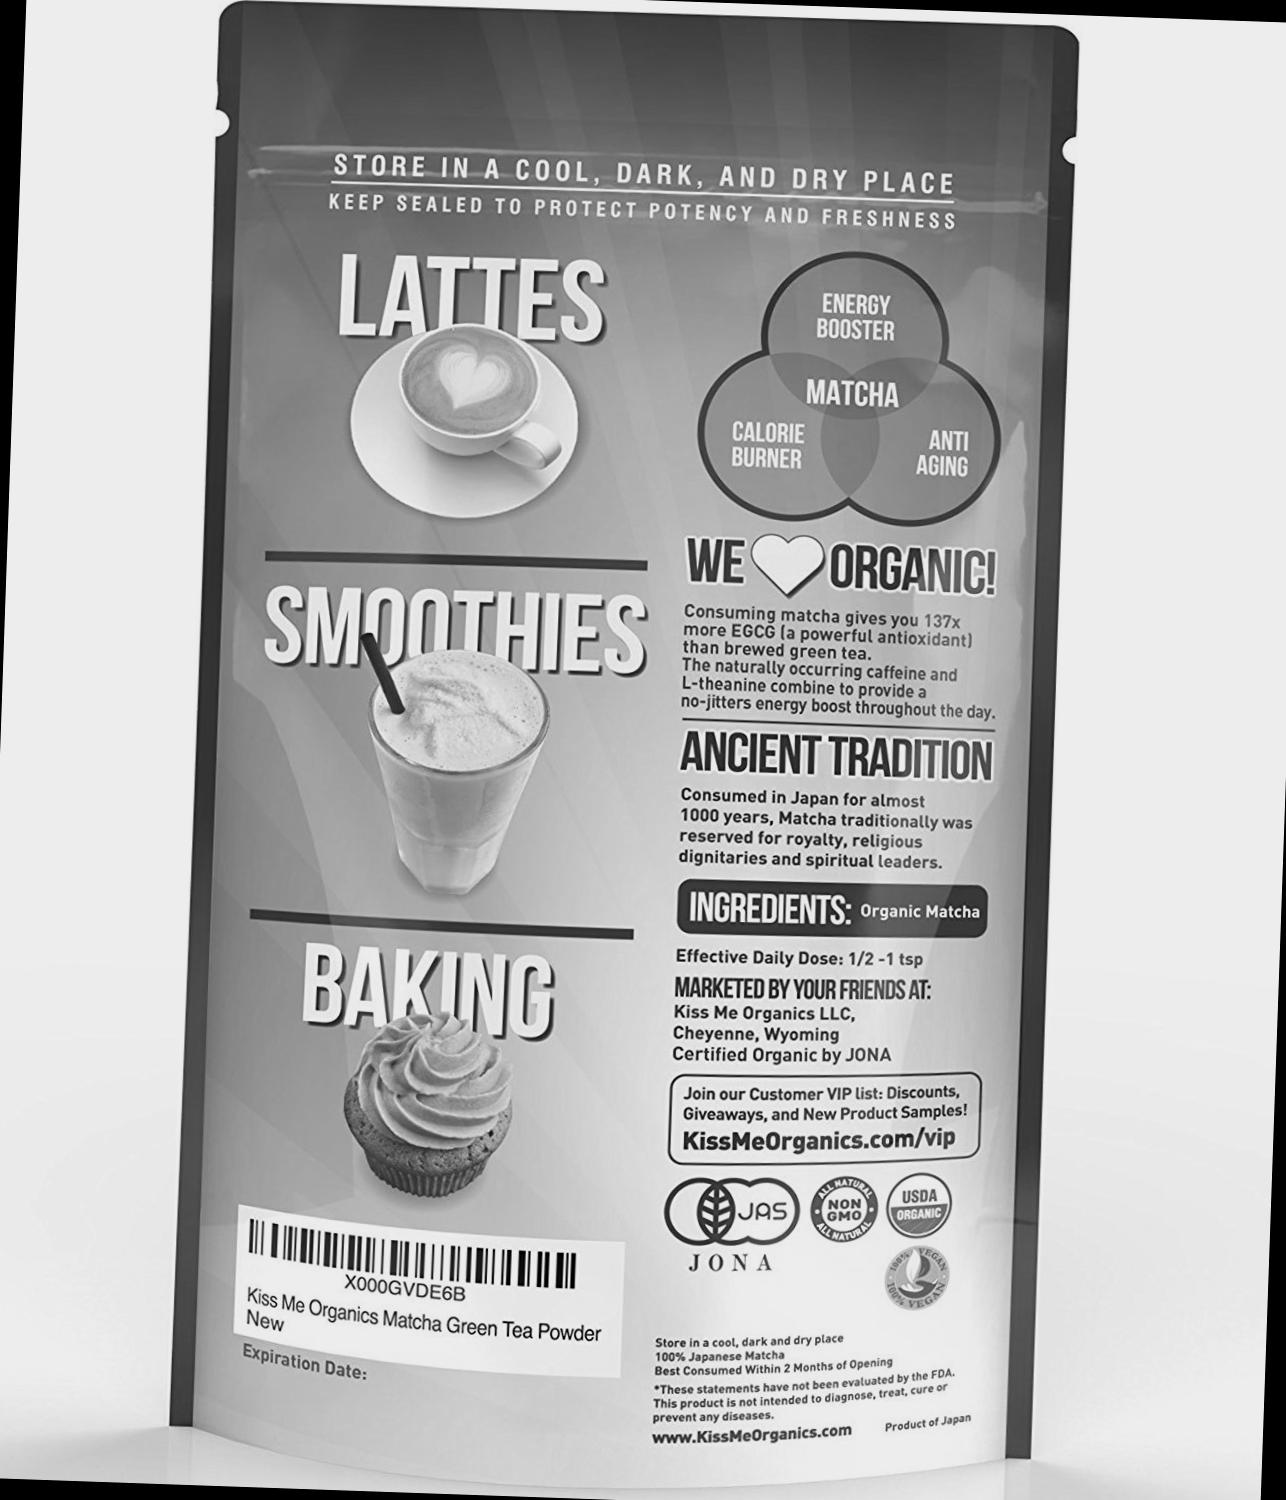 STORE IN A COOL, DARK, AND DRY PLACE
KEEP SEALED TO PROTECT POTENCY AND FRESHNESS
LATTES
SMOOTHIES
BAKING
X000GVDE6B
Kiss Me Organics Matcha Green Tea Powder
New
Expiration Date:
ENERGY
BOOSTER
MATCHA
CALORIE
BURNER
ANTI
AGING
WE ORGANIC!
Consuming matcha gives you 137x
more EGCG (a powerful antioxidant)
than brewed green tea.
The naturally occurring caffeine and
L-theanine combine to provide a
no-jitters energy boost throughout the day.
ANCIENT TRADITION
Consumed in Japan for almost
1000 years, Matcha traditionally was
reserved for royalty, religious
dignitaries and spiritual leaders.
INGREDIENTS: Organic Matcha
Effective Daily Dose: 1/2 -1 tsp
MARKETED BY YOUR FRIENDS AT:
Kiss Me Organics LLC,
Cheyenne, Wyoming
Certified Organic by JONA
Join our Customer VIP list: Discounts,
Giveaways, and New Product Samples!
KissMeOrganics.com/vip
JAS
JONA
ALL NATURAL
NON
GMO
ALL NATURAL
USDA
ORGANIC
100% VEGAN
100% VEGAN
Store in a cool, dark and dry place
100% Japanese Matcha
Best Consumed Within 2 Months of Opening
*These statements have not been evaluated by the FDA.
This product is not intended to diagnose, treat, cure or
prevent any diseases.
www.KissMeOrganics.com
Product of Japan